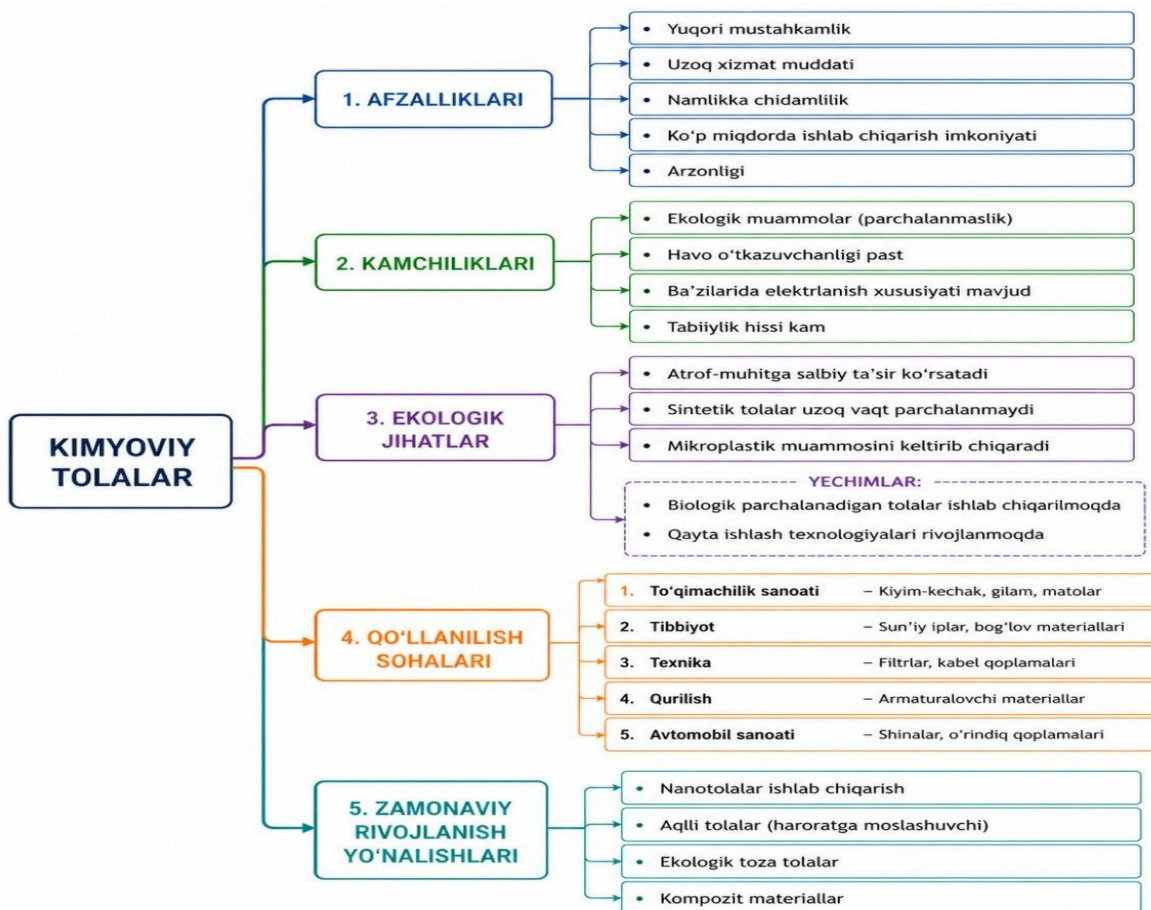 KIMYOVIY
TOLALAR
1. AFZALLIKLARI
• Yuqori mustahkamlik
• Uzoq xizmat muddati
• Namlikka chidamlilik
• Ko‘p miqdorda ishlab chiqarish imkoniyati
• Arzonligi
2. KAMCHILIKLARI
• Ekologik muammolar (parchalanmaslik)
• Havo o‘tkazuvchanligi past
• Ba’zilarida elektrlanish xususiyati mavjud
• Tabiiylik hissi kam
3. EKOLOGIK
JIHATLAR
• Atrof-muhitga salbiy ta’sir ko‘rsatadi
• Sintetik tolalar uzoq vaqt parchalanmaydi
• Mikroplastik muammosini keltirib chiqaradi
YECHIMLAR:
• Biologik parchalanadigan tolalar ishlab chiqarilmoqda
• Qayta ishlash texnologiyalari rivojlanmoqda
4. QO‘LLANILISH
SOHALARI
1. To‘qimachilik sanoati – Kiyim-kechak, gilam, matolar
2. Tibbiyot – Sun’iy iplar, bog‘lov materiallari
3. Texnika – Filtrlar, kabel qoplamalari
4. Qurilish – Armaturalovchi materiallar
5. Avtomobil sanoati – Shinalar, o‘rindiq qoplamalari
5. ZAMONAVIY
RIVOJLANISH
YO‘NALISHLARI
• Nanotolalar ishlab chiqarish
• Aqlli tolalar (haroratga moslashuvchi)
• Ekologik toza tolalar
• Kompozit materiallar